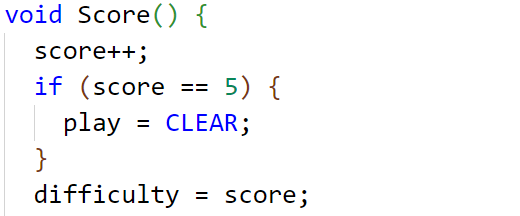 void Score() {
  score++;
  if (score == 5) {
    play = CLEAR;
  }
  difficulty = score;